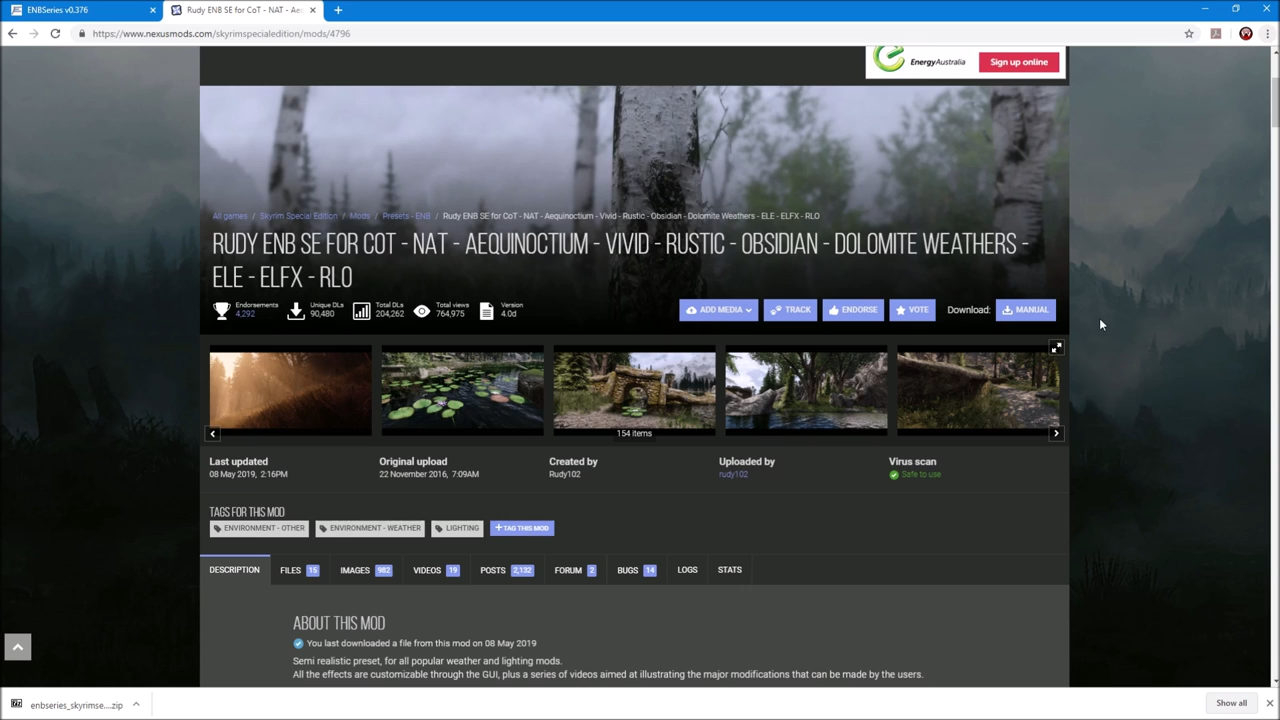 ENBSeries v0.376
Rudy ENB SE for CoT - NAT - Ae
https://www.nexusmods.com/skyrimspecialedition/mods/4796
EnergyAustralia
Sign up online
All games / Skyrim Special Edition / Mods / Presets - ENB / Rudy ENB SE for CoT - NAT - Aequinoctium - Vivid - Rustic - Obsidian - Dolomite Weathers - ELE - ELFX - RLO
RUDY ENB SE FOR COT - NAT - AEQUINOCTIUM - VIVID - RUSTIC - OBSIDIAN - DOLOMITE WEATHERS -
ELE - ELFX - RLO
Endorsements
4,292
Unique DLs
90,480
Total DLs
204,262
Total views
764,975
Version
4.0d
ADD MEDIA
TRACK
ENDORSE
VOTE
Download:
MANUAL
154 items
Last updated
08 May 2019, 2:16PM
Original upload
22 November 2016, 7:09AM
Created by
Rudy102
Uploaded by
rudy102
Virus scan
Safe to use
TAGS FOR THIS MOD
ENVIRONMENT - OTHER
ENVIRONMENT - WEATHER
LIGHTING
+ TAG THIS MOD
DESCRIPTION
FILES 15
IMAGES 982
VIDEOS 19
POSTS 2,132
FORUM 2
BUGS 14
LOGS
STATS
ABOUT THIS MOD
You last downloaded a file from this mod on 08 May 2019
Semi realistic preset, for all popular weather and lighting mods.
All the effects are customizable through the GUI, plus a series of videos aimed at illustrating the major modifications that can be made by the users.
enbseries_skyrimse....zip
Show all